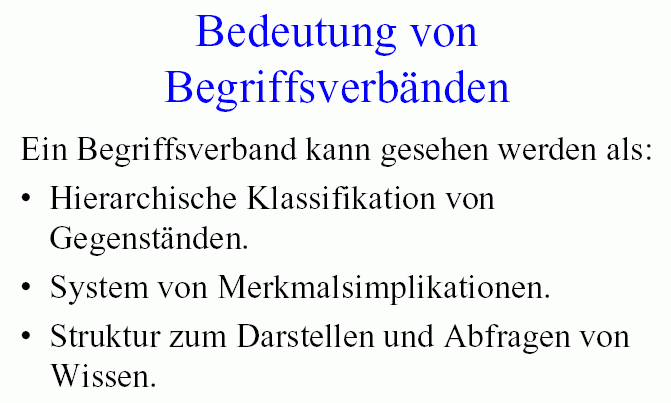 Bedeutung von
Begriffsverbänden
Ein Begriffsverband kann gesehen werden als:
• Hierarchische Klassifikation von
Gegenständen.
• System von Merkmalsimplikationen.
• Struktur zum Darstellen und Abfragen von
Wissen.